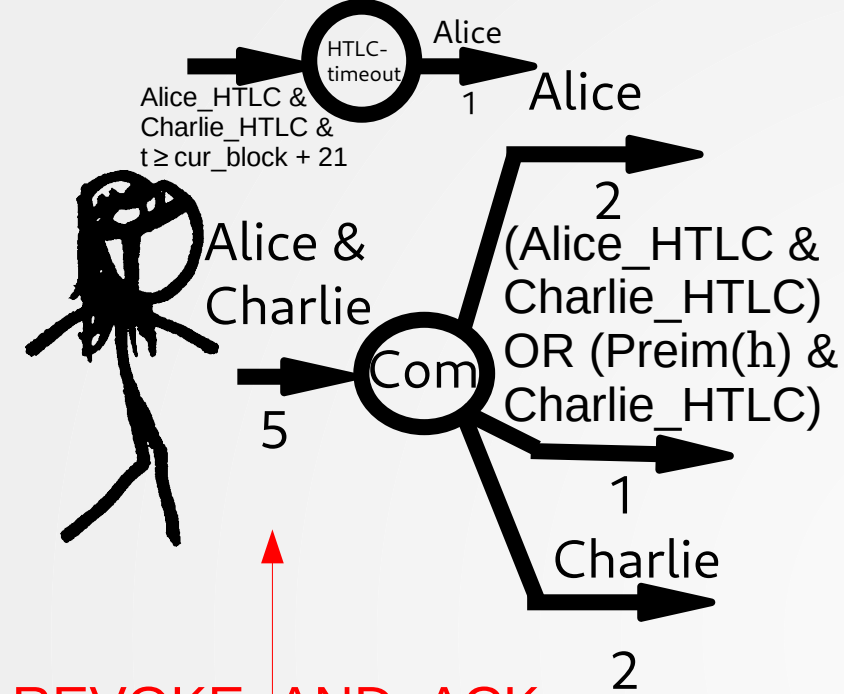 HTLC-
timeout
Alice
1
Alice_HTLC &
Charlie_HTLC &
t ≥ cur_block + 21
Alice
2
Alice &
Charlie
5
Com
(Alice_HTLC &
Charlie_HTLC)
OR (Preim(h) &
Charlie_HTLC)
1
Charlie
2
REVOKE_AND_ACK